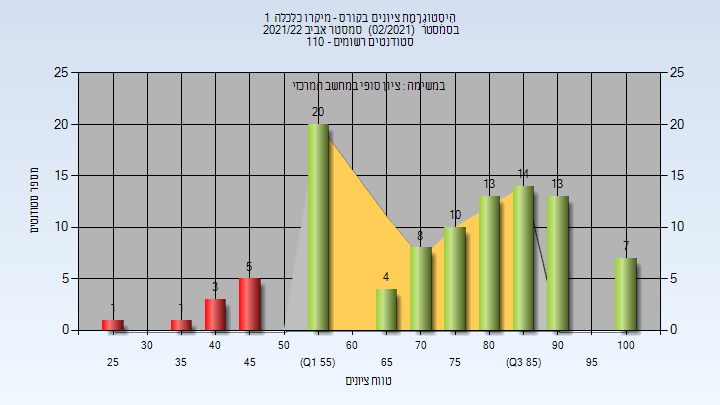 היסטוגרמת ציונים בקורס - מיקרו כלכלה 1
בסמסטר (02/2021) סמסטר אביב 2021/22
סטודנטים רשומים - 110
במשימה : ציון סופי במחשב המרכזי
מספר סטודנטים
25 25
20 20
15 15
10 10
5 5
0 0
1 1 3 5 20 4 8 10 13 14 13 7
30 40 50 60 70 80 90 100
25 35 45 (Q1 55) 65 75 (Q3 85) 95
טווח ציונים